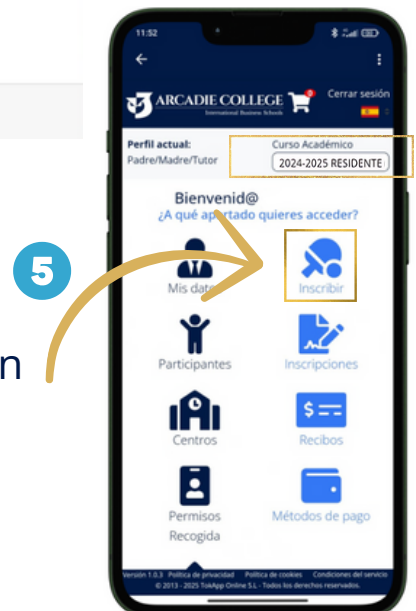 11:52
ARCADIE COLLEGE
International Business Schools
Cerrar sesión
Perfil actual:
Padre/Madre/Tutor
Curso Académico
2024-2025 RESIDENTE
Bienvenid@
¿A qué apartado quieres acceder?
5
n
Mis datos
Inscribir
Participantes
Inscripciones
Centros
Recibos
Permisos
Recogida
Métodos de pago
Versión 1.0.3 Política de privacidad Política de cookies Condiciones del servicio
© 2013 - 2025 TokApp Online S.L - Todos los derechos reservados.